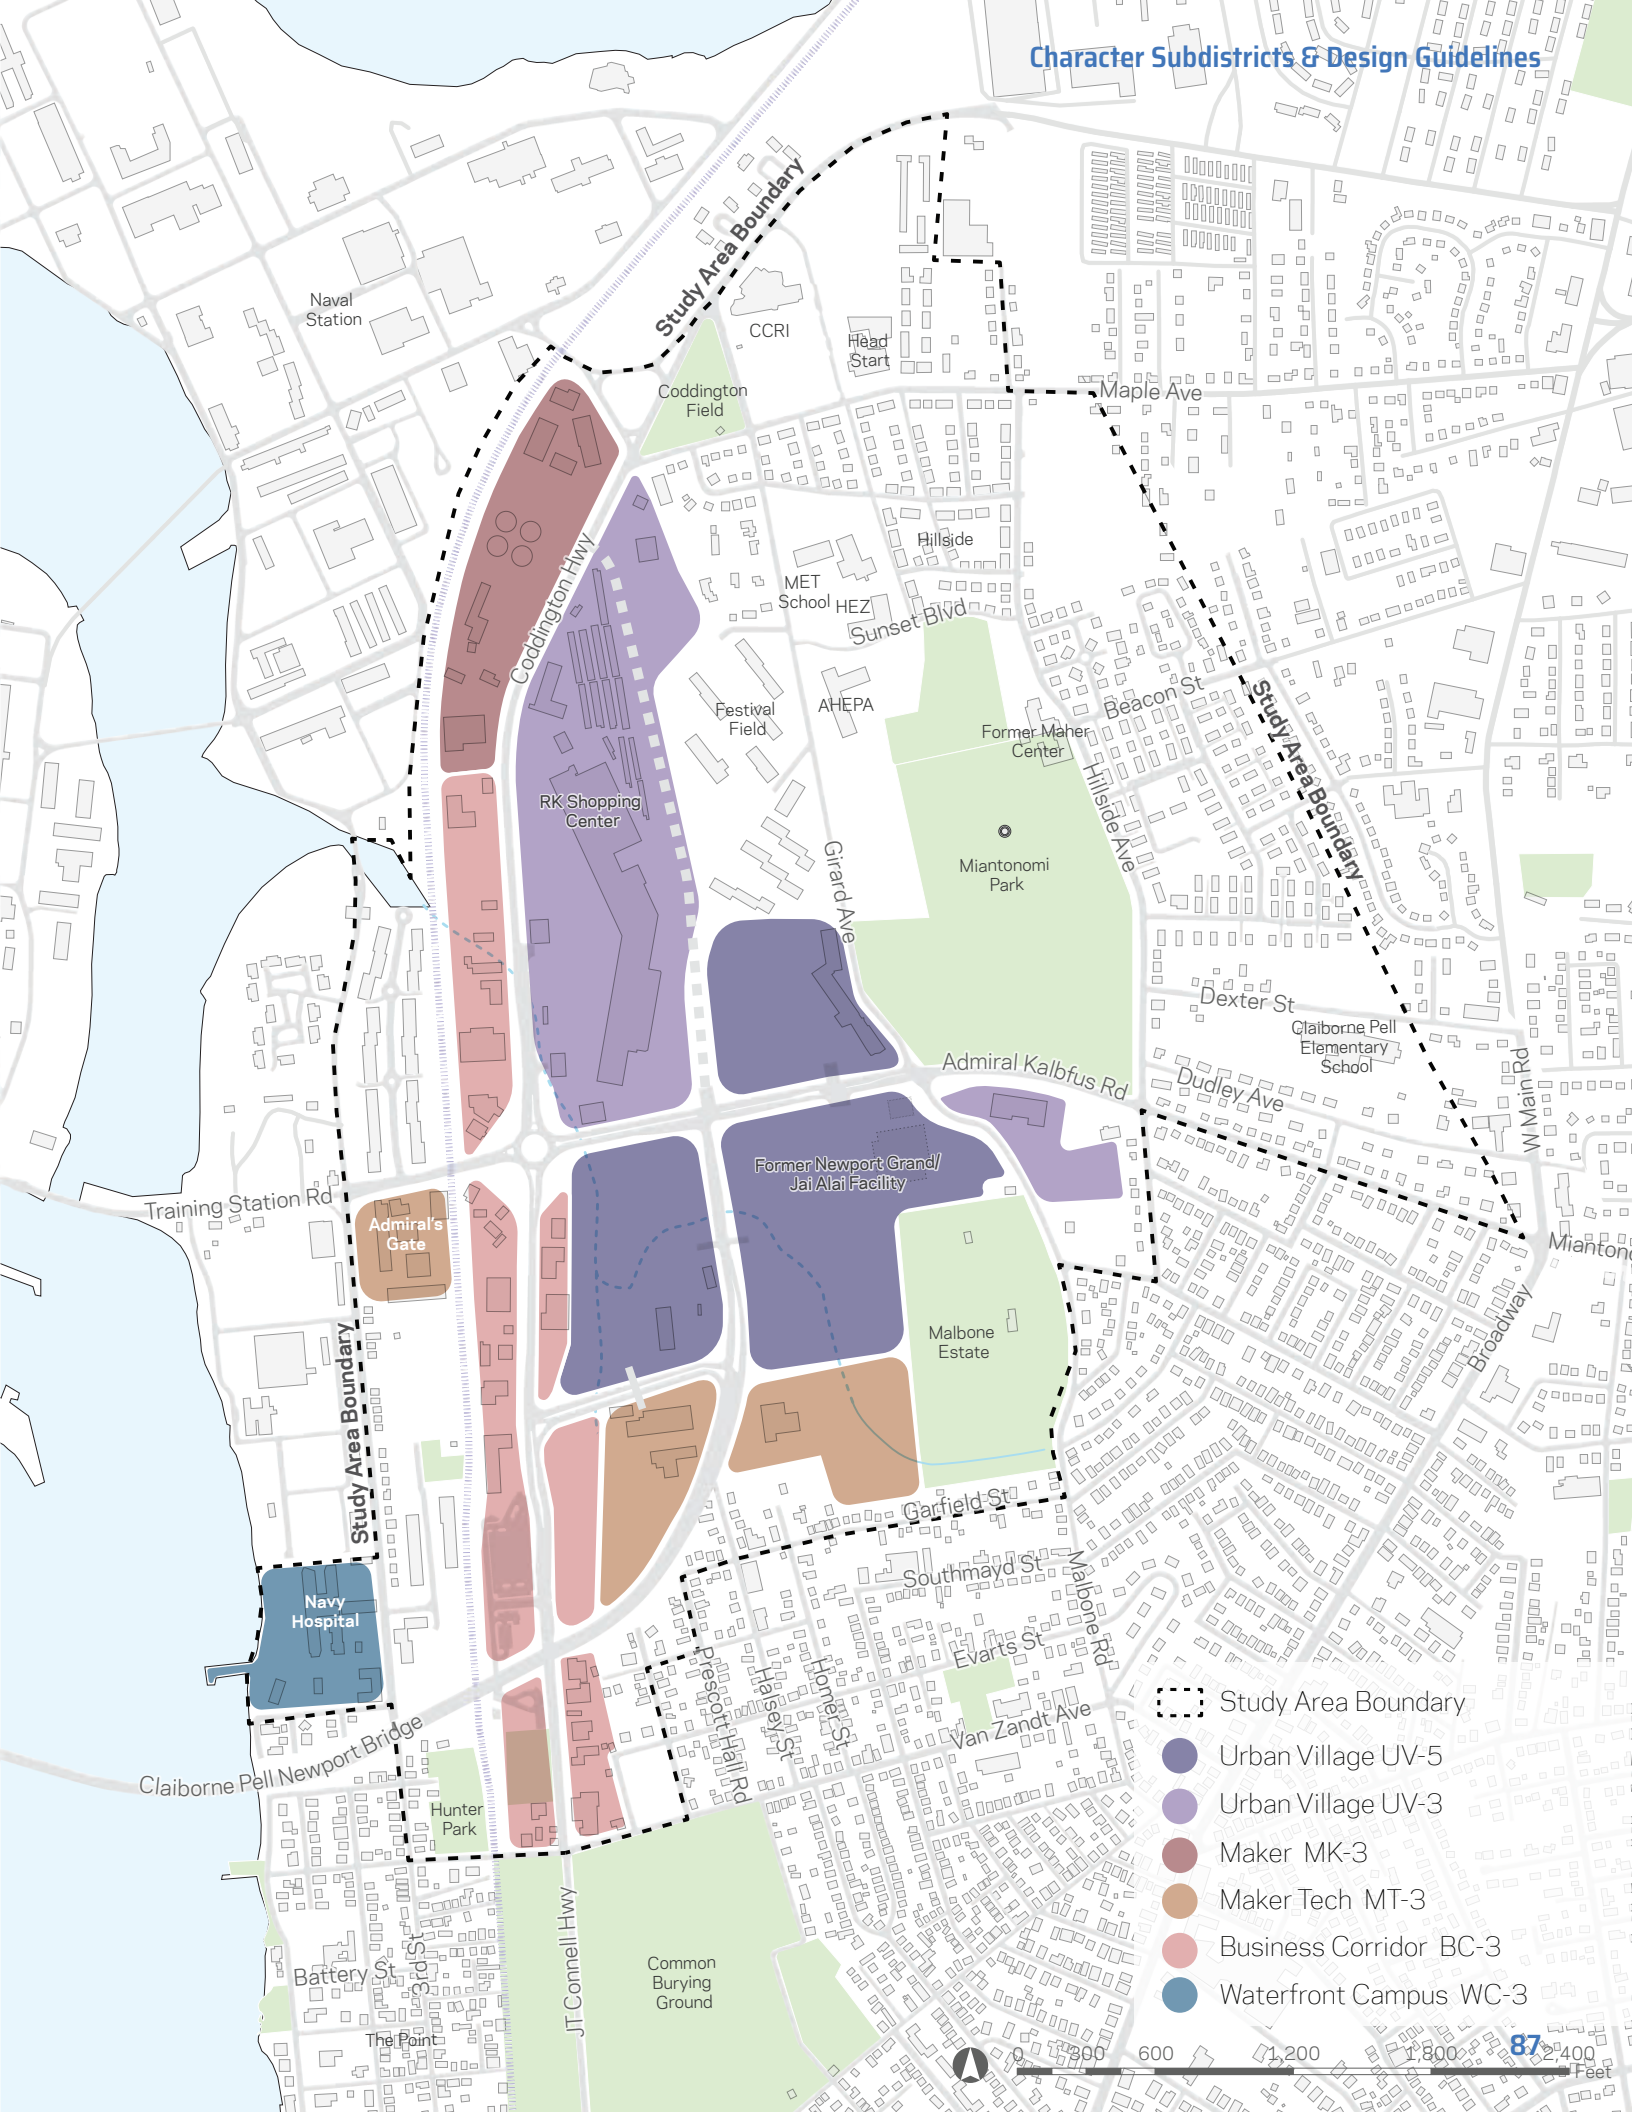 Character Subdistricts & Design Guidelines
Study Area Boundary
Naval
Station
CCRI
Head
Start
Coddington
Field
Maple Ave
Coddington Hwy
Hillside
MET
School
HEZ
Sunset Blvd
Festival
Field
AHEPA
Former Maher
Center
Beacon St
Study Area Boundary
Hillside Ave
RK Shopping
Center
Girard Ave
Miantonomi
Park
Dexter St
Claiborne Pell
Elementary
School
W Main Rd
Admiral Kalbfus Rd
Dudley Ave
Former Newport Grand/
Jai Alai Facility
Training Station Rd
Admiral's
Gate
Miantono
Broadway
Malbone
Estate
Study Area Boundary
Garfield St
Southmayd St
Malbone Rd
Navy
Hospital
Evarts St
Prescott Hall Rd
Halsey St
Homer St
Van Zandt Ave
Claiborne Pell Newport Bridge
Hunter
Park
JT Connell Hwy
Common
Burying
Ground
Battery St
3rd St
The Point
Study Area Boundary
Urban Village UV-5
Urban Village UV-3
Maker MK-3
Maker Tech MT-3
Business Corridor BC-3
Waterfront Campus WC-3
87
0 300 600 1,200 1,800 2,400
Feet